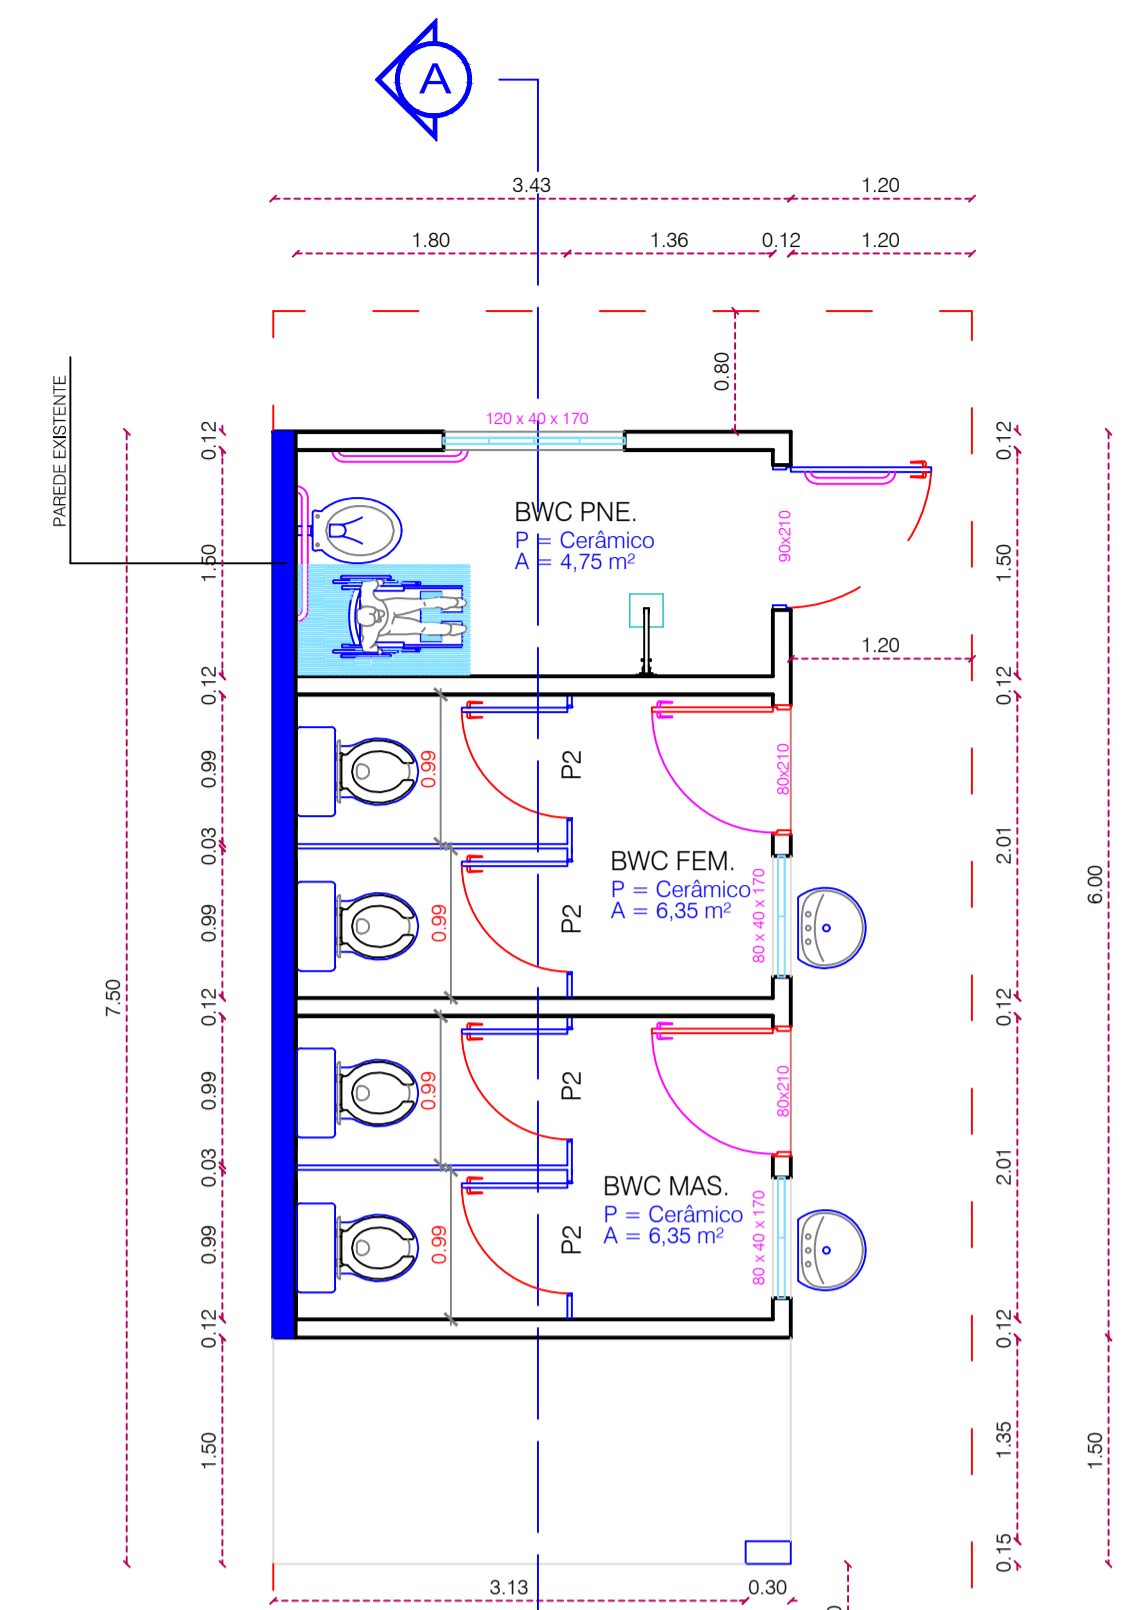 A
3.43
1.20
1.80
1.36
0.12
1.20
0.80
PAREDE EXISTENTE
120 x 40 x 170
0.12
0.12
BWC PNE.
P = Cerâmico
A = 4,75 m²
90x210
1.50
1.50
1.20
0.12
0.12
0.99
0.99
P2
80x210
0.03
2.01
BWC FEM.
P = Cerâmico
A = 6,35 m²
80 x 40 x 170
6.00
0.99
0.99
P2
7.50
0.12
0.12
0.99
0.99
P2
80x210
0.03
2.01
BWC MAS.
P = Cerâmico
A = 6,35 m²
80 x 40 x 170
0.99
0.99
P2
0.12
0.12
1.50
1.35
1.50
0.15
3.13
0.30